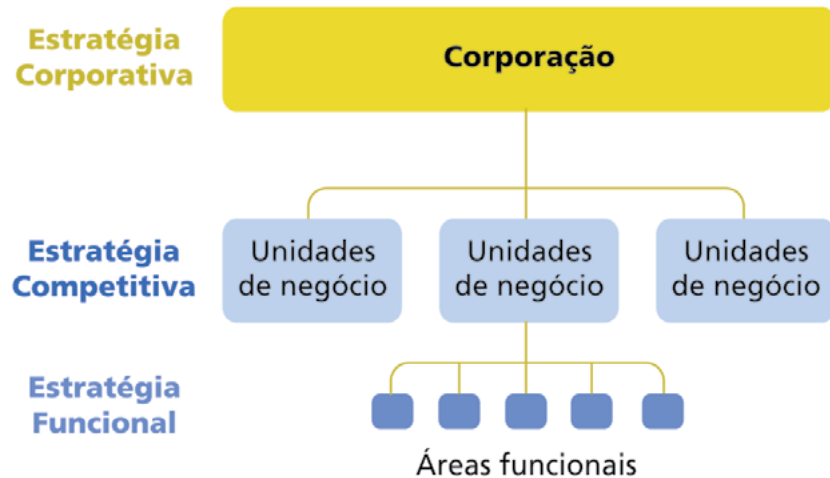 Estratégia
Corporativa
Corporação
Estratégia
Competitiva
Unidades
de negócio
Unidades
de negócio
Unidades
de negócio
Estratégia
Funcional
Áreas funcionais